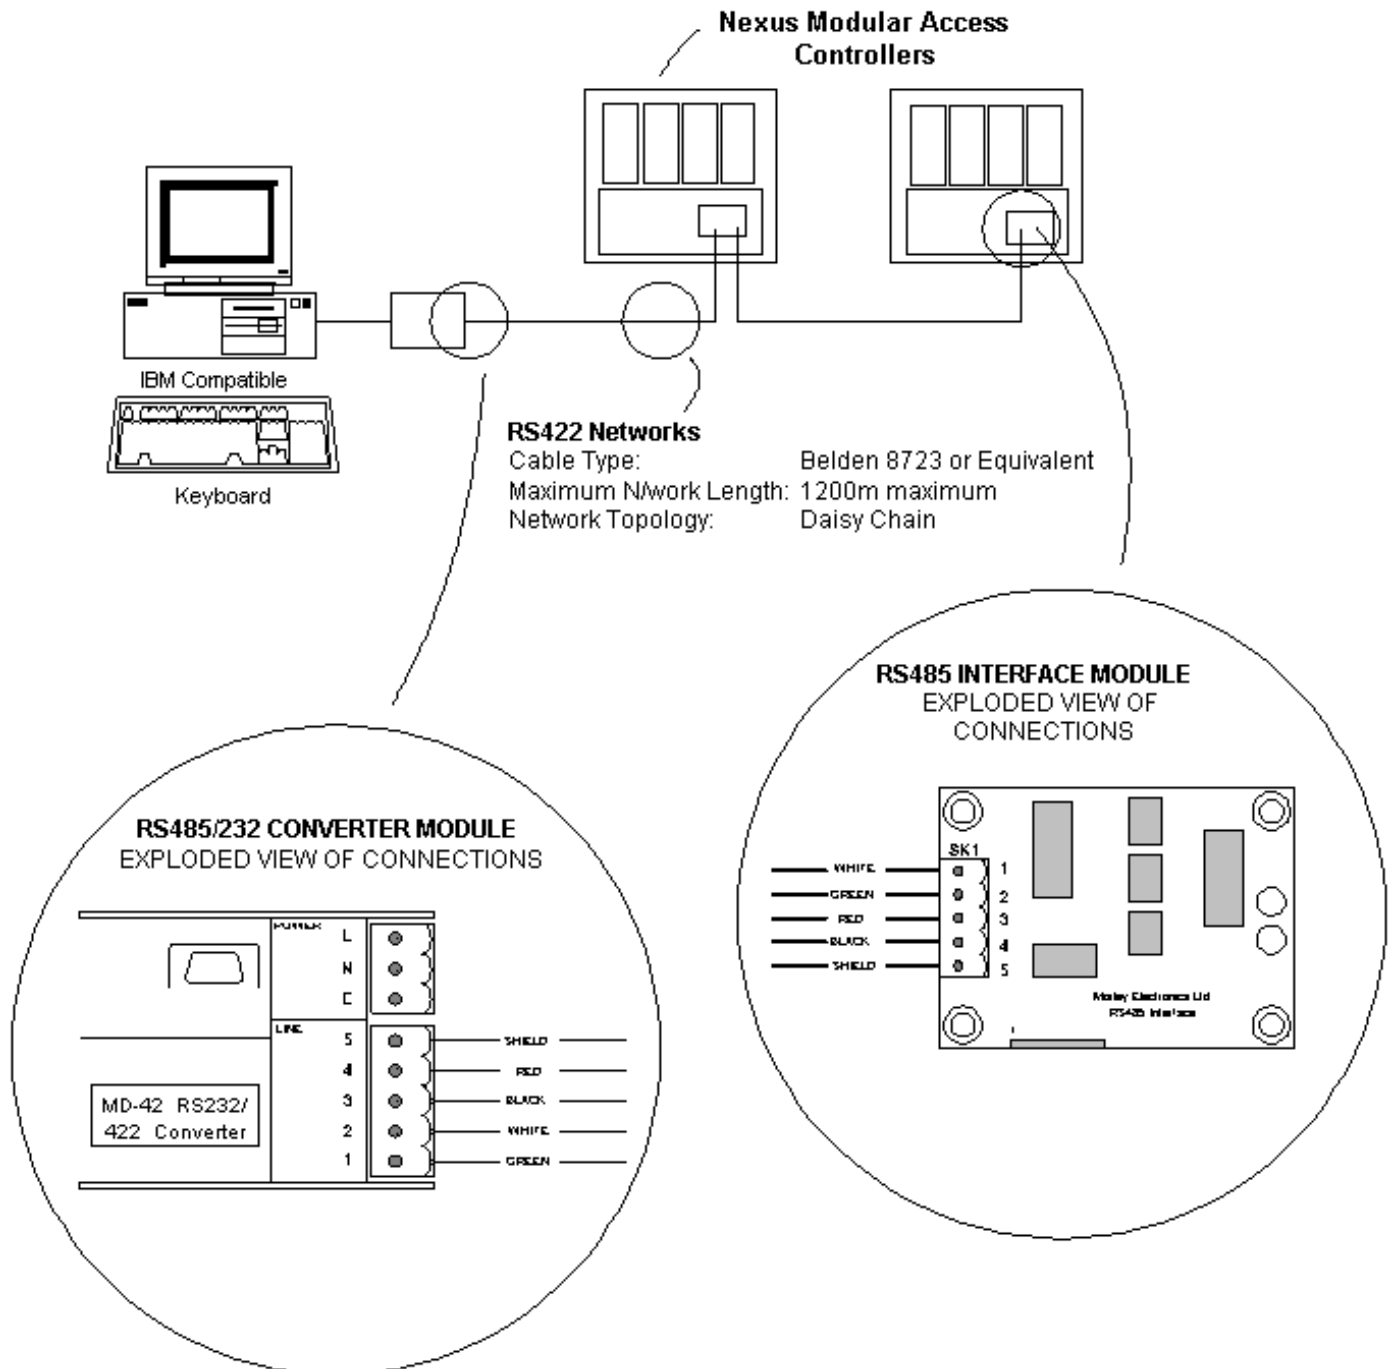 Nexus Modular Access
Controllers
IBM Compatible
Keyboard
RS422 Networks
Cable Type: Belden 8723 or Equivalent
Maximum N/work Length: 1200m maximum
Network Topology: Daisy Chain
RS485 INTERFACE MODULE
EXPLODED VIEW OF
CONNECTIONS
SK1
WHITE 1
GREEN 2
RED 3
BLACK 4
SHIELD 5
Electronics Ltd
RS485 Interface
RS485/232 CONVERTER MODULE
EXPLODED VIEW OF CONNECTIONS
POWER
L
N
E
LINE
5 SHIELD
4 RED
3 BLACK
2 WHITE
1 GREEN
MD-42 RS232/
422 Converter